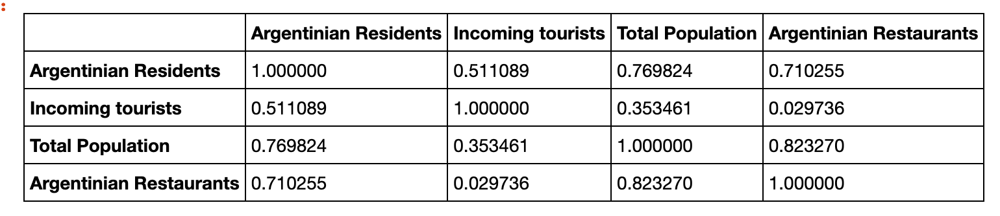 :
Argentinian Residents Incoming tourists Total Population Argentinian Restaurants
Argentinian Residents 1.000000 0.511089 0.769824 0.710255
Incoming tourists 0.511089 1.000000 0.353461 0.029736
Total Population 0.769824 0.353461 1.000000 0.823270
Argentinian Restaurants 0.710255 0.029736 0.823270 1.000000